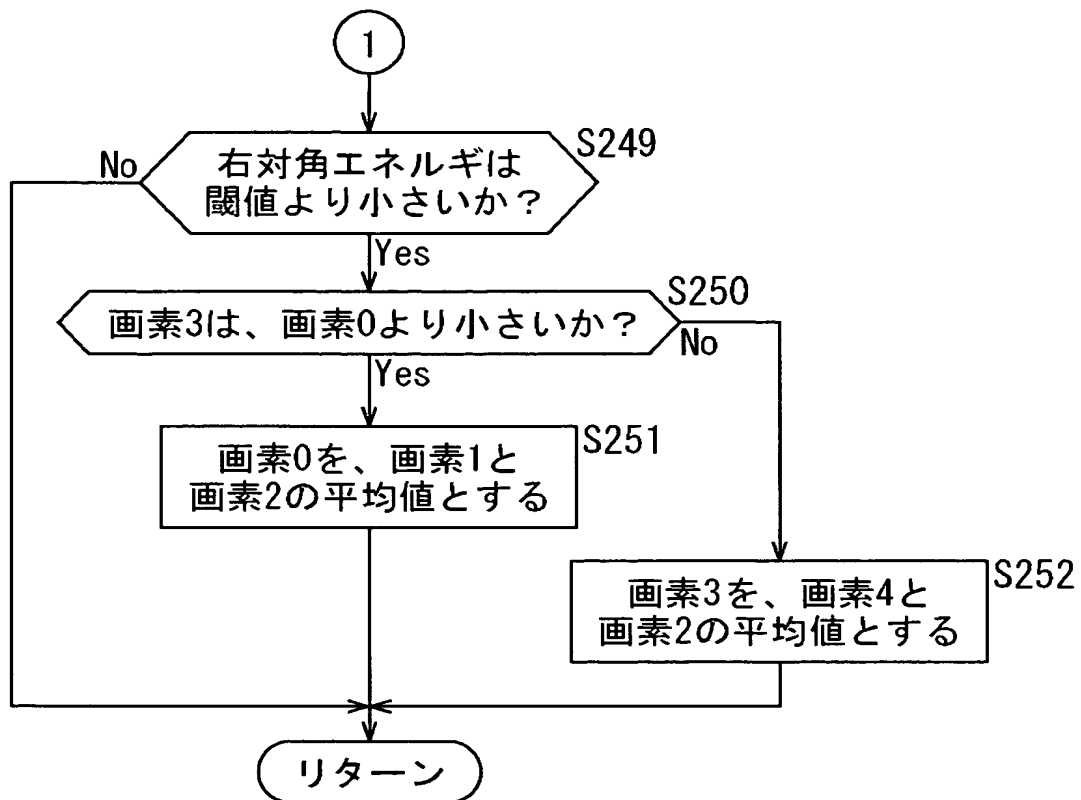 1
S249
No
右対角エネルギは
閾値より小さいか?
Yes
S250
画素3は、画素0より小さいか?
No
Yes
S251
画素0を、画素1と
画素2の平均値とする
S252
画素3を、画素4と
画素2の平均値とする
リターン